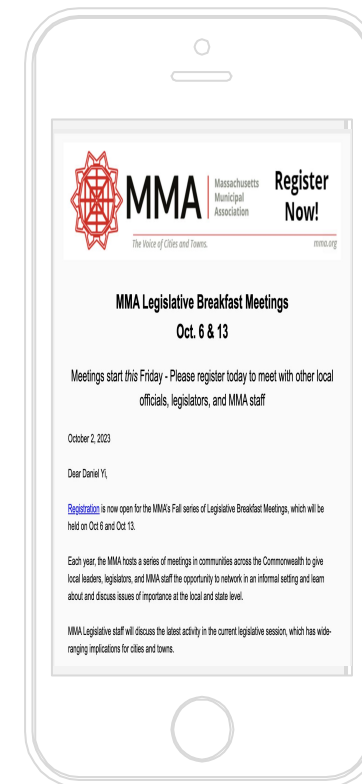 MMA
Massachusetts
Municipal
Association
Register
Now!
The Voice of Cities and Towns.
mma.org
MMA Legislative Breakfast Meetings
Oct. 6 & 13
Meetings start this Friday - Please register today to meet with other local
officials, legislators, and MMA staff
October 2, 2023
Dear Daniel Yi,
Registration is now open for the MMA's Fall series of Legislative Breakfast Meetings, which will be
held on Oct 6 and Oct 13.
Each year, the MMA hosts a series of meetings in communities across the Commonwealth to give
local leaders, legislators, and MMA staff the opportunity to network in an informal setting and learn
about and discuss issues of importance at the local and state level.
MMA Legislative staff will discuss the latest activity in the current legislative session, which has wide-
ranging implications for cities and towns.